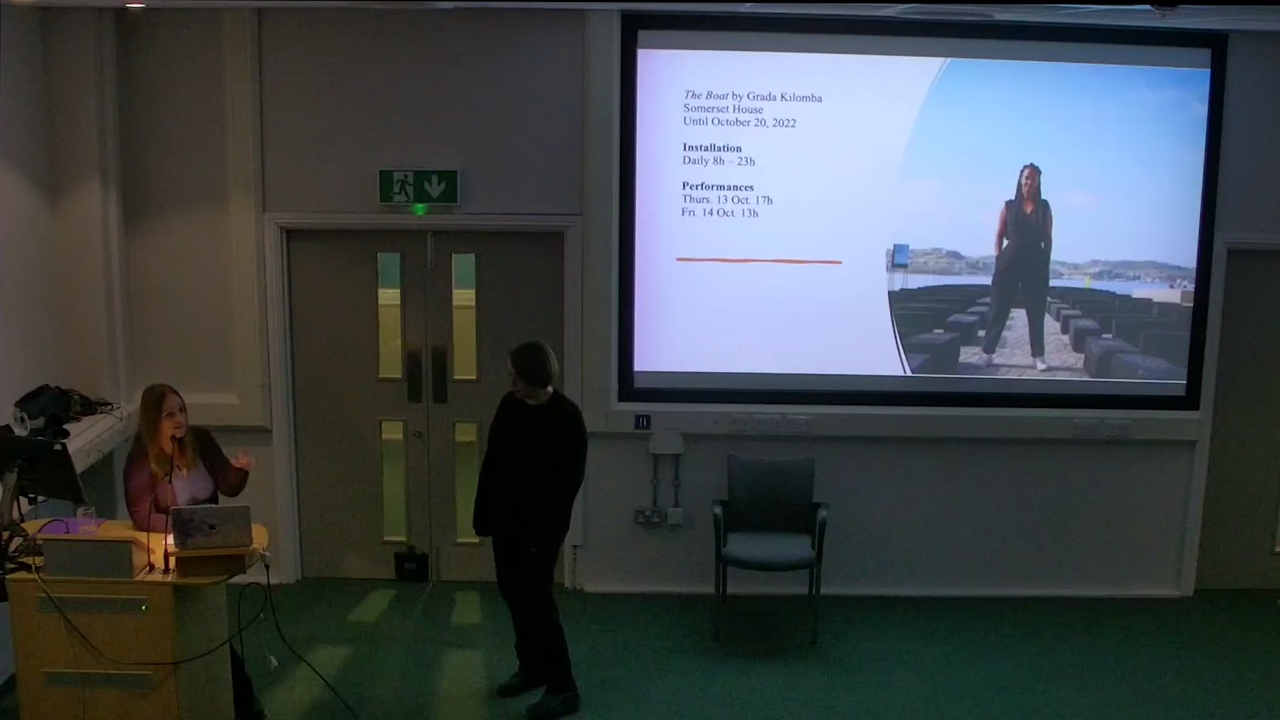 The Boat by Grada Kilomba
Somerset House
Until October 20, 2022
Installation
Daily 8h – 23h
Performances
Thurs. 13 Oct. 17h
Fri. 14 Oct. 13h